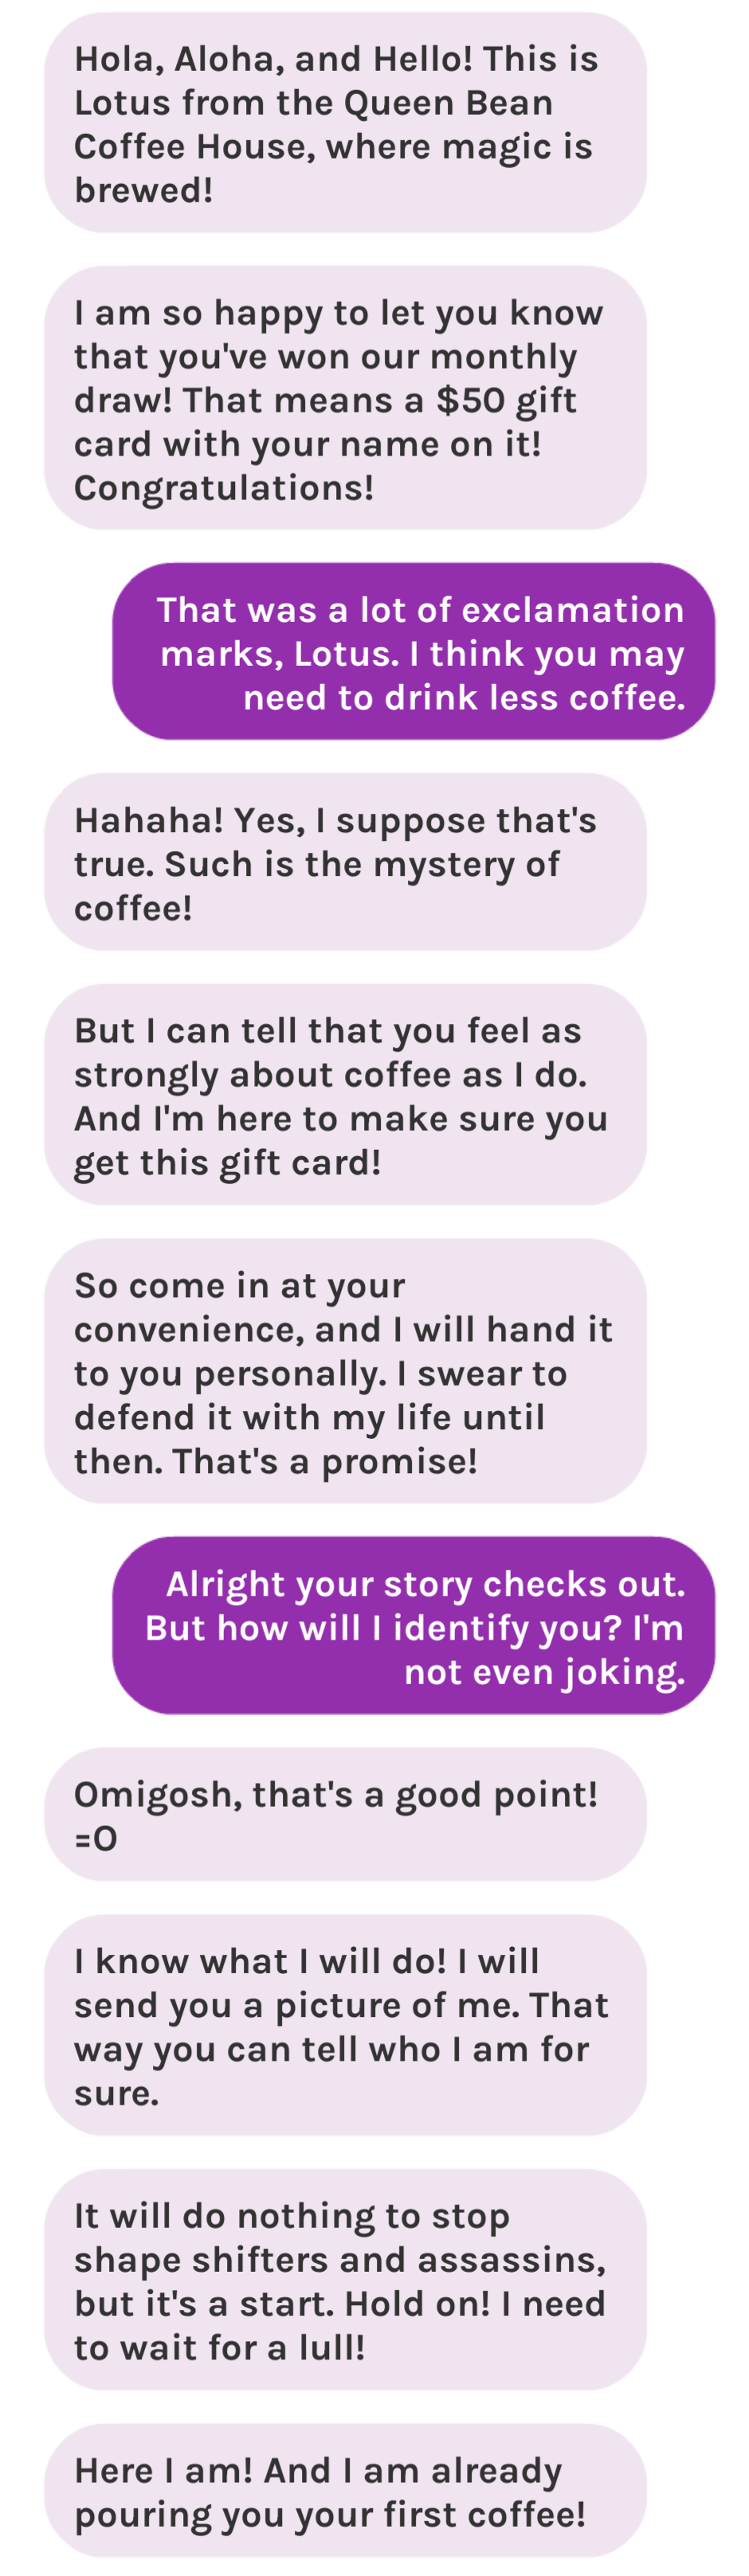 Hola, Aloha, and Hello! This is
Lotus from the Queen Bean
Coffee House, where magic is
brewed!
I am so happy to let you know
that you've won our monthly
draw! That means a $50 gift
card with your name on it!
Congratulations!
That was a lot of exclamation
marks, Lotus. I think you may
need to drink less coffee.
Hahaha! Yes, I suppose that's
true. Such is the mystery of
coffee!
But I can tell that you feel as
strongly about coffee as I do.
And I'm here to make sure you
get this gift card!
So come in at your
convenience, and I will hand it
to you personally. I swear to
defend it with my life until
then. That's a promise!
Alright your story checks out.
But how will I identify you? I'm
not even joking.
Omigosh, that's a good point!
=O
I know what I will do! I will
send you a picture of me. That
way you can tell who I am for
sure.
It will do nothing to stop
shape shifters and assassins,
but it's a start. Hold on! I need
to wait for a lull!
Here I am! And I am already
pouring you your first coffee!